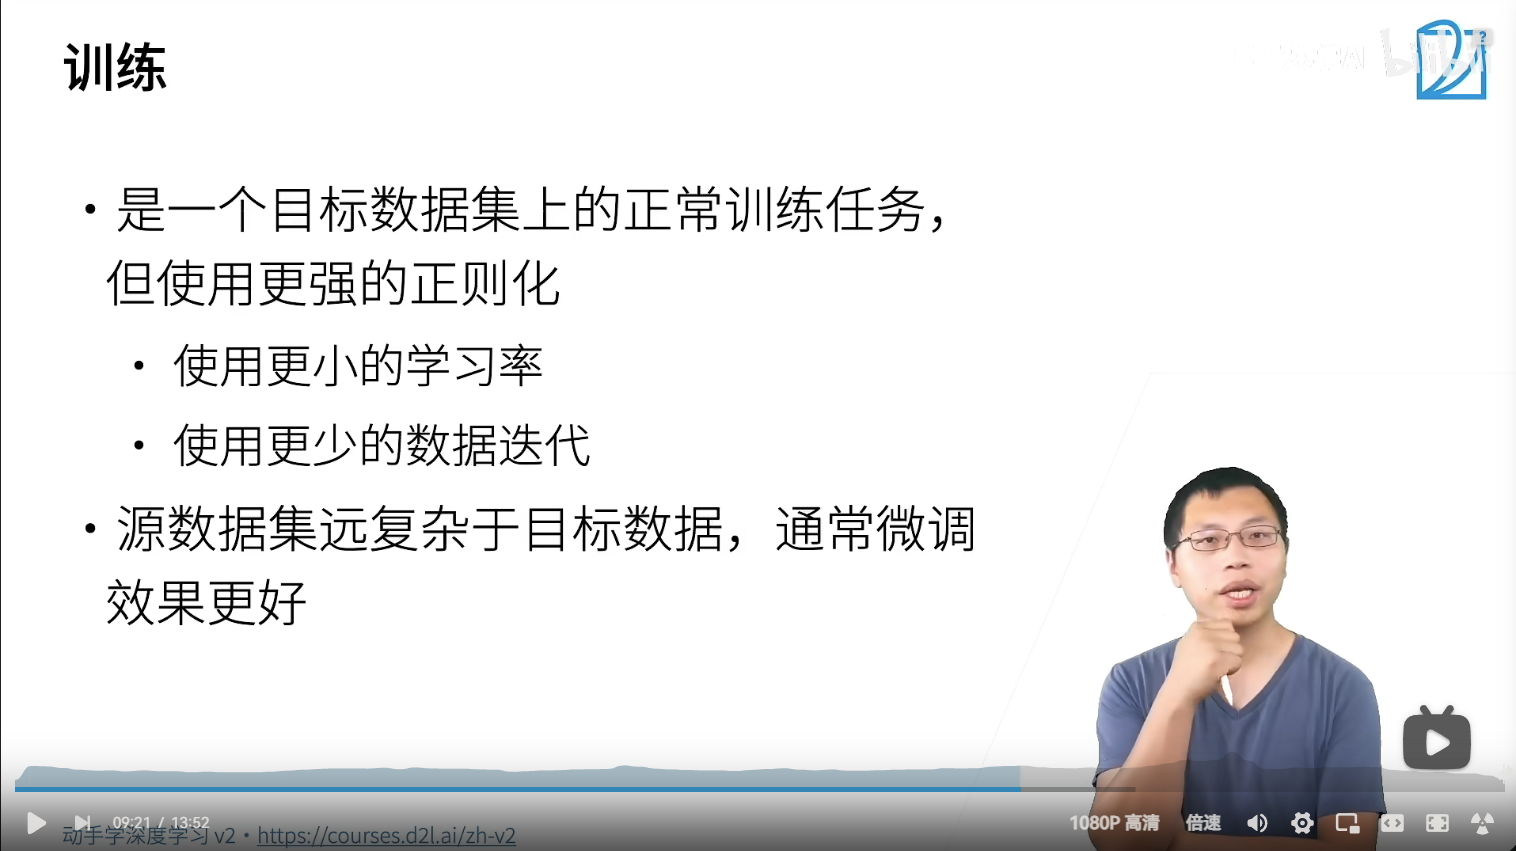 训练
bilibili
• 是一个目标数据集上的正常训练任务，
但使用更强的正则化
• 使用更小的学习率
• 使用更少的数据迭代
• 源数据集远复杂于目标数据，通常微调
效果更好
09:21 / 13:52
1080P 高清
倍速
动手学深度学习 v2 • https://courses.d2l.ai/zh-v2